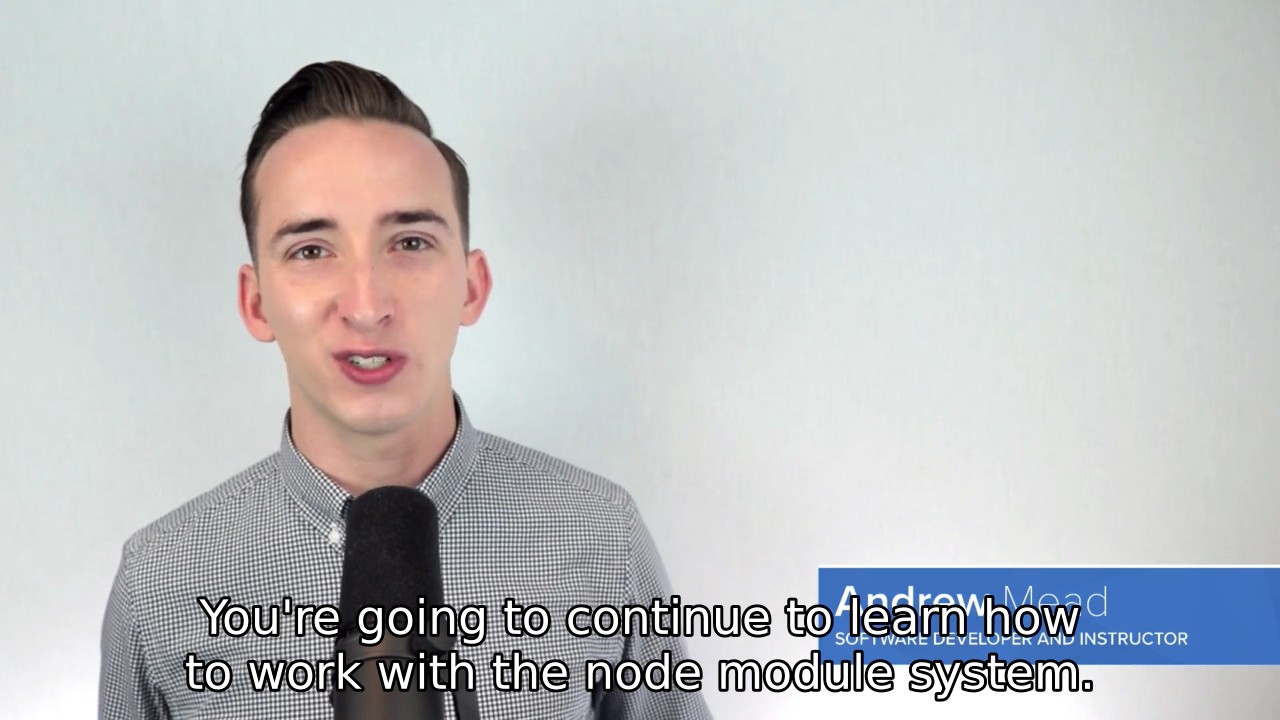 Andrew Mead
SOFTWARE DEVELOPER AND INSTRUCTOR
You're going to continue to learn how
to work with the node module system.